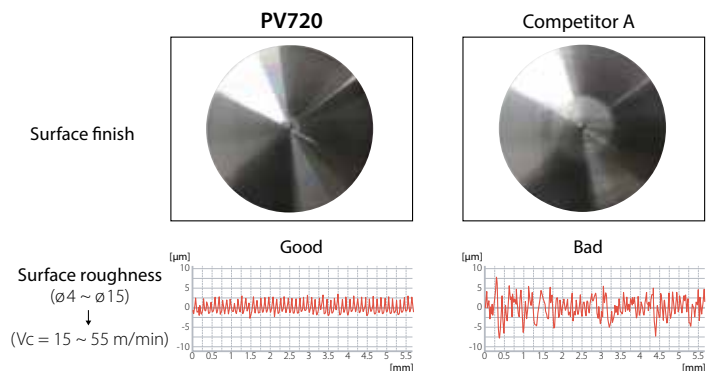 PV720
Competitor A
Surface finish
Good
Bad
Surface roughness
(ø4 ~ ø15)
(Vc = 15 ~ 55 m/min)
[μm]
10
5
0
-5
-10
0 0.5 1 1.5 2 2.5 3 3.5 4 4.5 5 5.5
[mm]
[μm]
10
5
0
-5
-10
0 0.5 1 1.5 2 2.5 3 3.5 4 4.5 5 5.5
[mm]